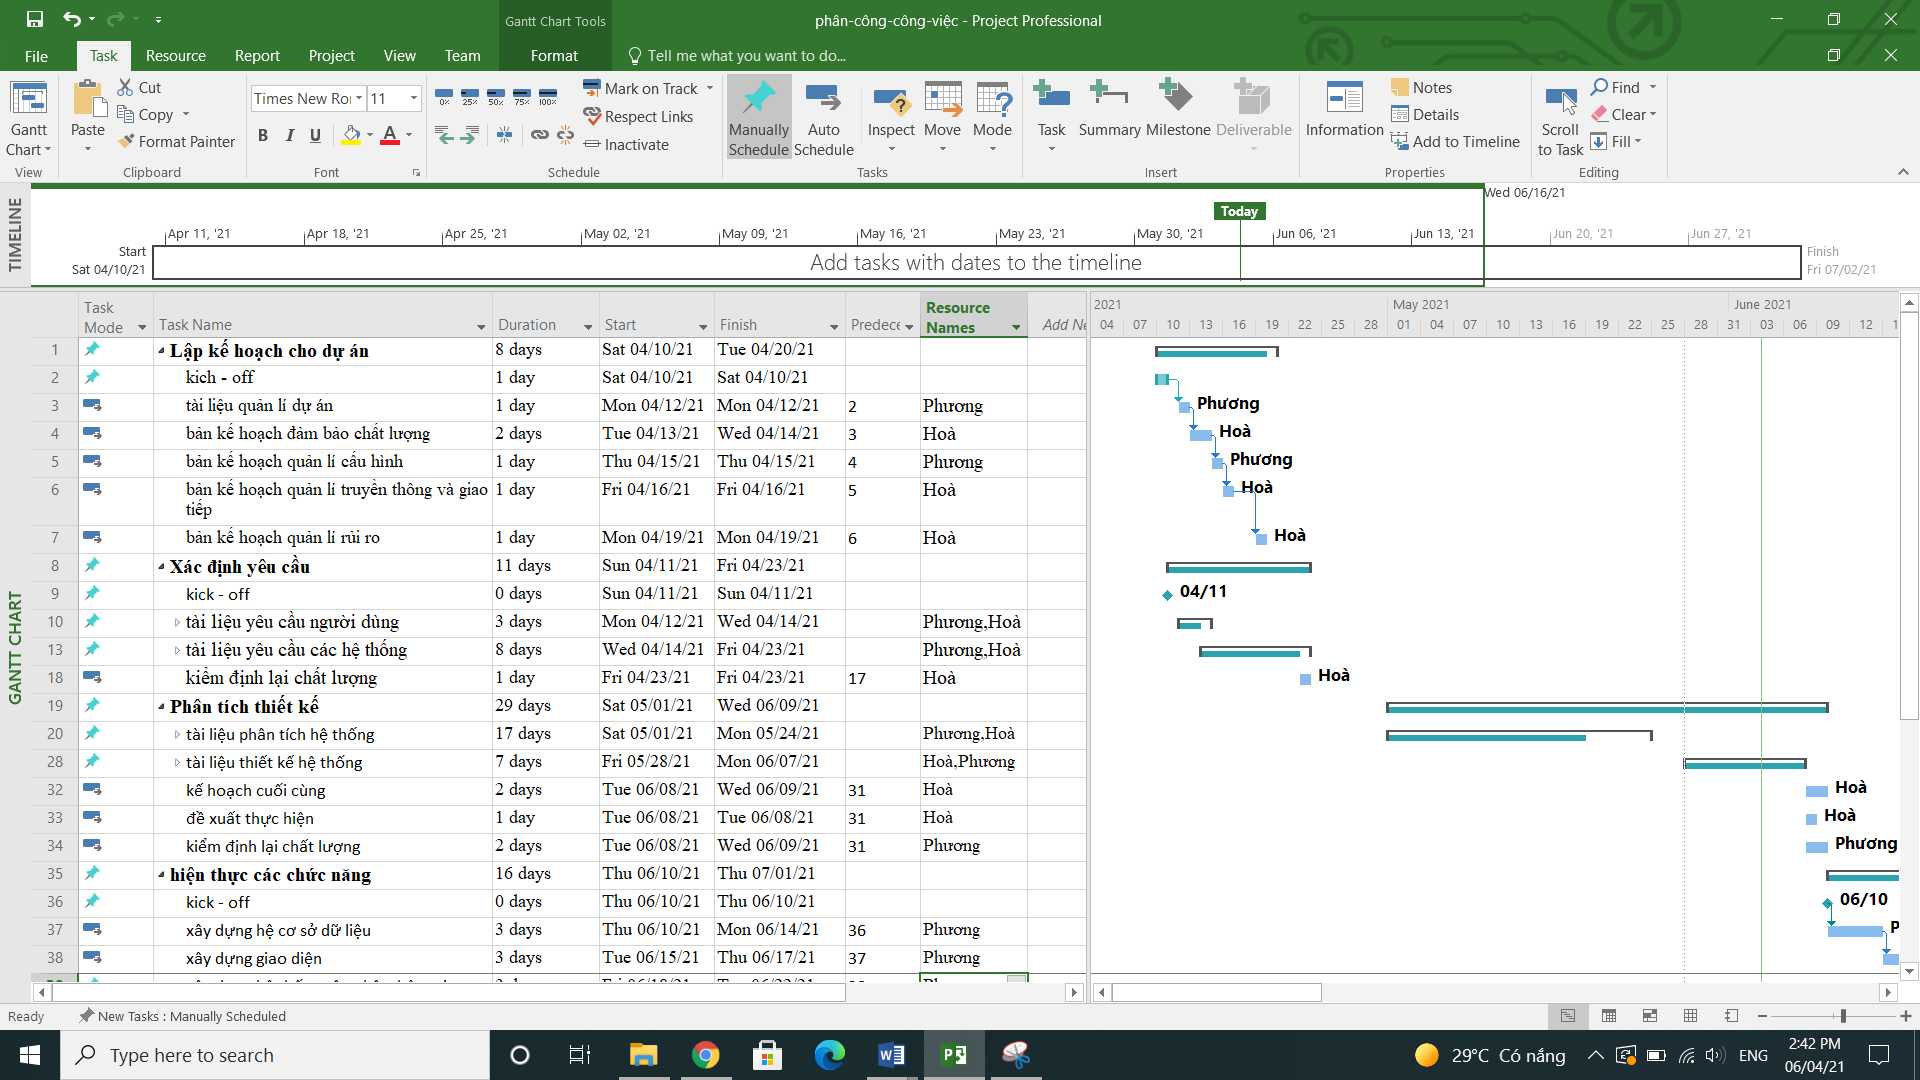 Gantt Chart Tools
phân-công-công-việc - Project Professional
File Task Resource Report Project View Team Format Tell me what you want to do...
Gantt Chart
View
Paste
Cut
Copy
Format Painter
Clipboard
Times New Ro 11
B I U A
Font
0% 25% 50% 75% 100%
Mark on Track
Respect Links
Inactivate
Schedule
Manually Schedule
Auto Schedule
Inspect
Move
Mode
Tasks
Task
Summary
Milestone
Deliverable
Insert
Information
Notes
Details
Add to Timeline
Properties
Scroll to Task
Find
Clear
Fill
Editing
TIMELINE
Wed 06/16/21
Today
Apr 11, '21 Apr 18, '21 Apr 25, '21 May 02, '21 May 09, '21 May 16, '21 May 23, '21 May 30, '21 Jun 06, '21 Jun 13, '21 Jun 20, '21 Jun 27, '21
Start
Sat 04/10/21
Add tasks with dates to the timeline
Finish
Fri 07/02/21
GANTT CHART
Task Mode Task Name Duration Start Finish Predece Resource Names Add Ne
2021 May 2021 June 2021
04 07 10 13 16 19 22 25 28 01 04 07 10 13 16 19 22 25 28 31 03 06 09 12 1
1 Lập kế hoạch cho dự án 8 days Sat 04/10/21 Tue 04/20/21
2 kich - off 1 day Sat 04/10/21 Sat 04/10/21
3 tài liệu quản lí dự án 1 day Mon 04/12/21 Mon 04/12/21 2 Phương Phương
4 bản kế hoạch đảm bảo chất lượng 2 days Tue 04/13/21 Wed 04/14/21 3 Hoà Hoà
5 bản kế hoạch quản lí cấu hình 1 day Thu 04/15/21 Thu 04/15/21 4 Phương Phương
6 bản kế hoạch quản lí truyền thông và giao tiếp 1 day Fri 04/16/21 Fri 04/16/21 5 Hoà Hoà
7 bản kế hoạch quản lí rủi ro 1 day Mon 04/19/21 Mon 04/19/21 6 Hoà Hoà
8 Xác định yêu cầu 11 days Sun 04/11/21 Fri 04/23/21
9 kick - off 0 days Sun 04/11/21 Sun 04/11/21 04/11
10 tài liệu yêu cầu người dùng 3 days Mon 04/12/21 Wed 04/14/21 Phương,Hoà
13 tài liệu yêu cầu các hệ thống 8 days Wed 04/14/21 Fri 04/23/21 Phương,Hoà
18 kiểm định lại chất lượng 1 day Fri 04/23/21 Fri 04/23/21 17 Hoà Hoà
19 Phân tích thiết kế 29 days Sat 05/01/21 Wed 06/09/21
20 tài liệu phân tích hệ thống 17 days Sat 05/01/21 Mon 05/24/21 Phương,Hoà
28 tài liệu thiết kế hệ thống 7 days Fri 05/28/21 Mon 06/07/21 Hoà,Phương
32 kế hoạch cuối cùng 2 days Tue 06/08/21 Wed 06/09/21 31 Hoà Hoà
33 đề xuất thực hiện 1 day Tue 06/08/21 Tue 06/08/21 31 Hoà Hoà
34 kiểm định lại chất lượng 2 days Tue 06/08/21 Wed 06/09/21 31 Phương Phương
35 hiện thực các chức năng 16 days Thu 06/10/21 Thu 07/01/21
36 kick - off 0 days Thu 06/10/21 Thu 06/10/21 06/10
37 xây dựng hệ cơ sở dữ liệu 3 days Thu 06/10/21 Mon 06/14/21 36 Phương P
38 xây dựng giao diện 3 days Tue 06/15/21 Thu 06/17/21 37 Phương
Ready New Tasks : Manually Scheduled
Type here to search
29°C Có nắng ENG 2:42 PM
06/04/21